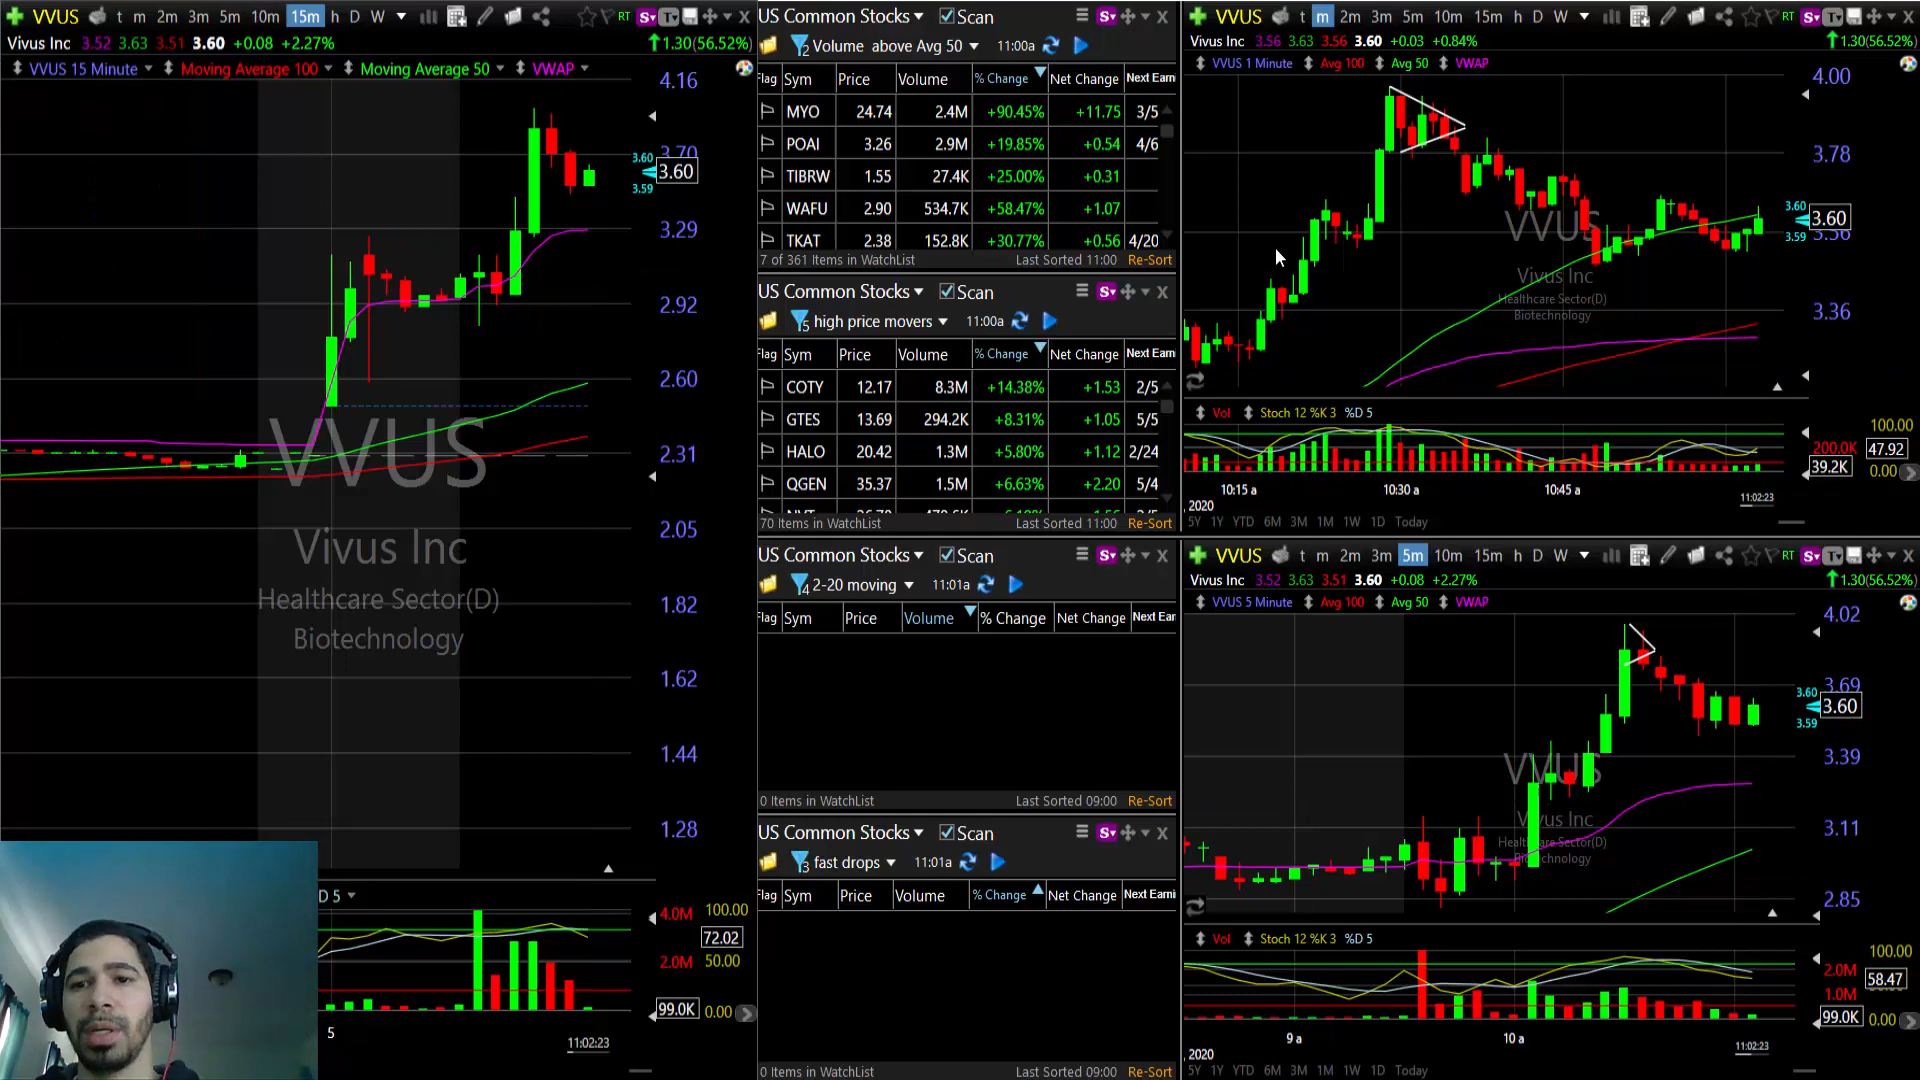 VVUS t m 2m 3m 5m 10m 15m h D W RT
Vivus Inc 3.52 3.63 3.51 3.60 +0.08 +2.27% 1.30(56.52%)
VVUS 15 Minute Moving Average 100 Moving Average 50 VWAP
4.16
3.70
3.60
3.60
3.59
3.29
2.92
2.60
2.31
2.05
1.82
1.62
1.44
1.28
VVUS
Vivus Inc
Healthcare Sector(D)
Biotechnology
D 5
4.0M 100.00
72.02
2.0M 50.00
99.0K 0.00
5
11:02:23
US Common Stocks Scan
2 Volume above Avg 50 11:00a
Flag Sym Price Volume % Change Net Change Next Earn
MYO 24.74 2.4M +90.45% +11.75 3/5
POAI 3.26 2.9M +19.85% +0.54 4/6
TIBRW 1.55 27.4K +25.00% +0.31
WAFU 2.90 534.7K +58.47% +1.07
TKAT 2.38 152.8K +30.77% +0.56 4/20
7 of 361 Items in WatchList Last Sorted 11:00 Re-Sort
US Common Stocks Scan
5 high price movers 11:00a
Flag Sym Price Volume % Change Net Change Next Earn
COTY 12.17 8.3M +14.38% +1.53 2/5
GTES 13.69 294.2K +8.31% +1.05 5/5
HALO 20.42 1.3M +5.80% +1.12 2/24
QGEN 35.37 1.5M +6.63% +2.20 5/4
70 Items in WatchList Last Sorted 11:00 Re-Sort
US Common Stocks Scan
4 2-20 moving 11:01a
Flag Sym Price Volume % Change Net Change Next Ear
0 Items in WatchList Last Sorted 09:00 Re-Sort
US Common Stocks Scan
3 fast drops 11:01a
Flag Sym Price Volume % Change Net Change Next Earn
0 Items in WatchList Last Sorted 09:00 Re-Sort
VVUS t m 2m 3m 5m 10m 15m h D W RT
Vivus Inc 3.56 3.63 3.56 3.60 +0.03 +0.84% 1.30(56.52%)
VVUS 1 Minute Avg 100 Avg 50 VWAP
4.00
3.78
3.60
3.60
3.59
3.56
3.36
VVUS
Vivus Inc
Healthcare Sector(D)
Biotechnology
Vol Stoch 12 %K 3 %D 5
100.00
200.0K 47.92
39.2K 0.00
10:15 a 10:30 a 10:45 a 11:02:23
2020
5Y 1Y YTD 6M 3M 1M 1W 1D Today
VVUS t m 2m 3m 5m 10m 15m h D W RT
Vivus Inc 3.52 3.63 3.51 3.60 +0.08 +2.27% 1.30(56.52%)
VVUS 5 Minute Avg 100 Avg 50 VWAP
4.02
3.69
3.60
3.60
3.59
3.39
3.11
2.85
VVUS
Vivus Inc
Healthcare Sector(D)
Biotechnology
Vol Stoch 12 %K 3 %D 5
100.00
2.0M 58.47
1.0M
99.0K 0.00
9 a 10 a 11:02:23
2020
5Y 1Y YTD 6M 3M 1M 1W 1D Today